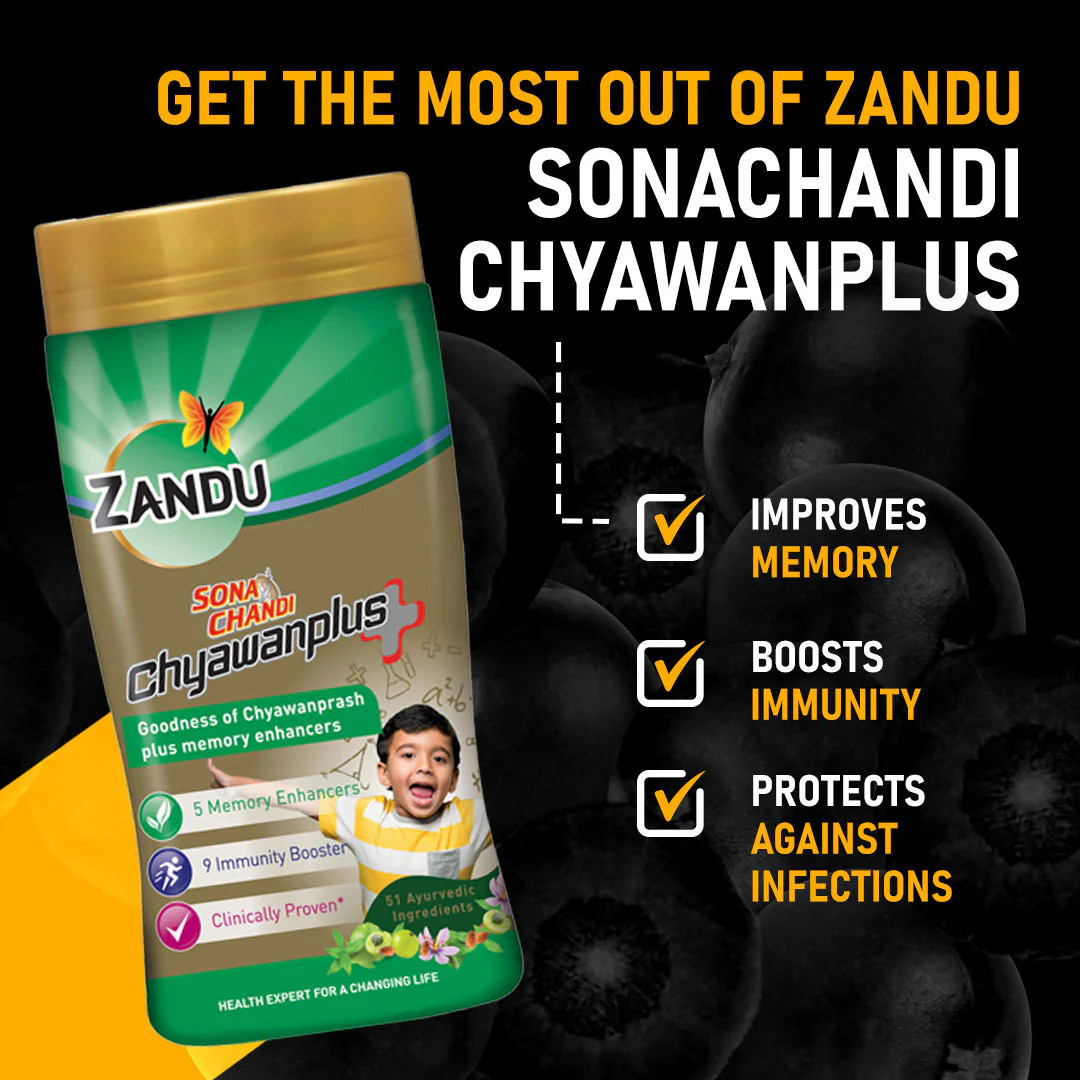 GET THE MOST OUT OF ZANDU
SONACHANDI
CHYAWANPLUS
ZANDU
SONA
CHANDI
Chyawanplus+
Goodness of Chyawanprash
plus memory enhancers
5 Memory Enhancers
9 Immunity Booster
Clinically Proven*
51 Ayurvedic
Ingredients
HEALTH EXPERT FOR A CHANGING LIFE
a²+b
IMPROVES
MEMORY
BOOSTS
IMMUNITY
PROTECTS
AGAINST
INFECTIONS